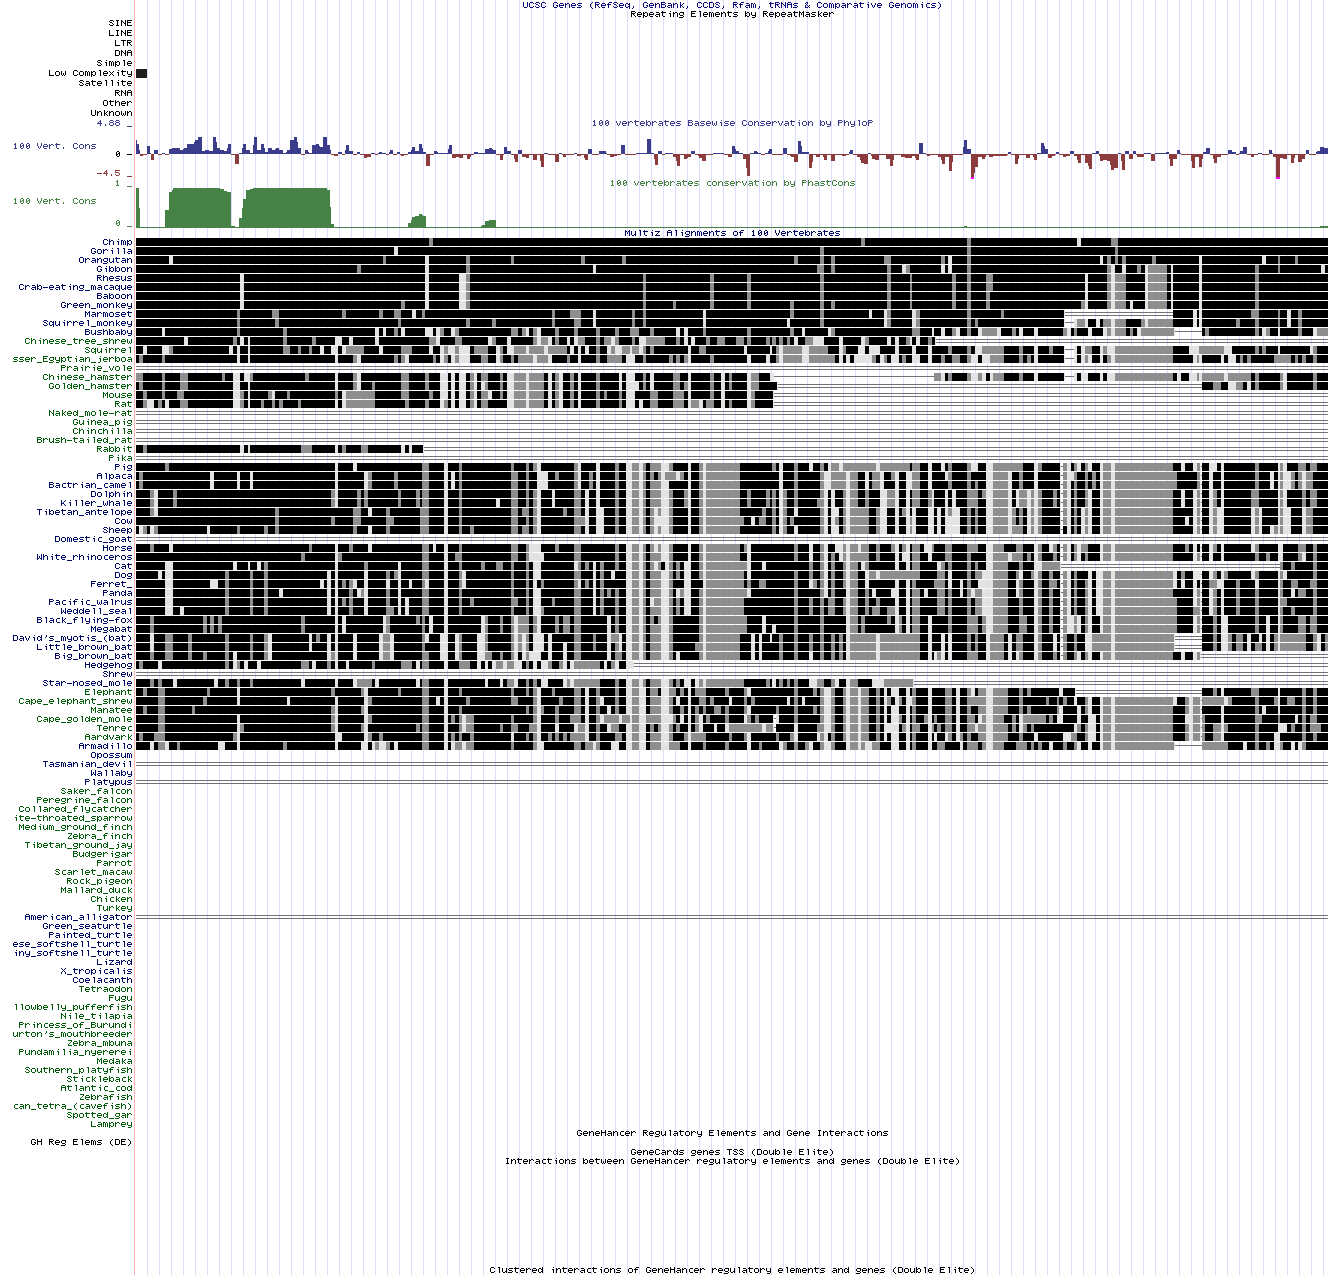 UCSC Genes (RefSeq, GenBank, CCDS, Rfam, tRNAs & Comparative Genomics)
Repeating Elements by RepeatMasker
SINE
LINE
LTR
DNA
Simple
Low Complexity
Satellite
RNA
Other
Unknown
4.88 _
100 vertebrates Basewise Conservation by PhyloP
100 Vert. Cons
0 _
-4.5 _
100 vertebrates conservation by PhastCons
1 _
100 Vert. Cons
0 _
Multiz Alignments of 100 Vertebrates
Chimp
Gorilla
Orangutan
Gibbon
Rhesus
Crab-eating_macaque
Baboon
Green_monkey
Marmoset
Squirrel_monkey
Bushbaby
Chinese_tree_shrew
Squirrel
sser_Egyptian_jerboa
Prairie_vole
Chinese_hamster
Golden_hamster
Mouse
Rat
Naked_mole-rat
Guinea_pig
Chinchilla
Brush-tailed_rat
Rabbit
Pika
Pig
Alpaca
Bactrian_camel
Dolphin
Killer_whale
Tibetan_antelope
Cow
Sheep
Domestic_goat
Horse
White_rhinoceros
Cat
Dog
Ferret_
Panda
Pacific_walrus
Weddell_seal
Black_flying-fox
Megabat
David's_myotis_(bat)
Little_brown_bat
Big_brown_bat
Hedgehog
Shrew
Star-nosed_mole
Elephant
Cape_elephant_shrew
Manatee
Cape_golden_mole
Tenrec
Aardvark
Armadillo
Opossum
Tasmanian_devil
Wallaby
Platypus
Saker_falcon
Peregrine_falcon
Collared_flycatcher
ite-throated_sparrow
Medium_ground_finch
Zebra_finch
Tibetan_ground_jay
Budgerigar
Parrot
Scarlet_macaw
Rock_pigeon
Mallard_duck
Chicken
Turkey
American_alligator
Green_seaturtle
Painted_turtle
ese_softshell_turtle
iny_softshell_turtle
Lizard
X_tropicalis
Coelacanth
Tetraodon
Fugu
llowbelly_pufferfish
Nile_tilapia
Princess_of_Burundi
urton's_mouthbreeder
Zebra_mbuna
Pundamilia_nyererei
Medaka
Southern_platyfish
Stickleback
Atlantic_cod
Zebrafish
can_tetra_(cavefish)
Spotted_gar
Lamprey
GeneHancer Regulatory Elements and Gene Interactions
GH Reg Elems (DE)
GeneCards genes TSS (Double Elite)
Interactions between GeneHancer regulatory elements and genes (Double Elite)
Clustered interactions of GeneHancer regulatory elements and genes (Double Elite)